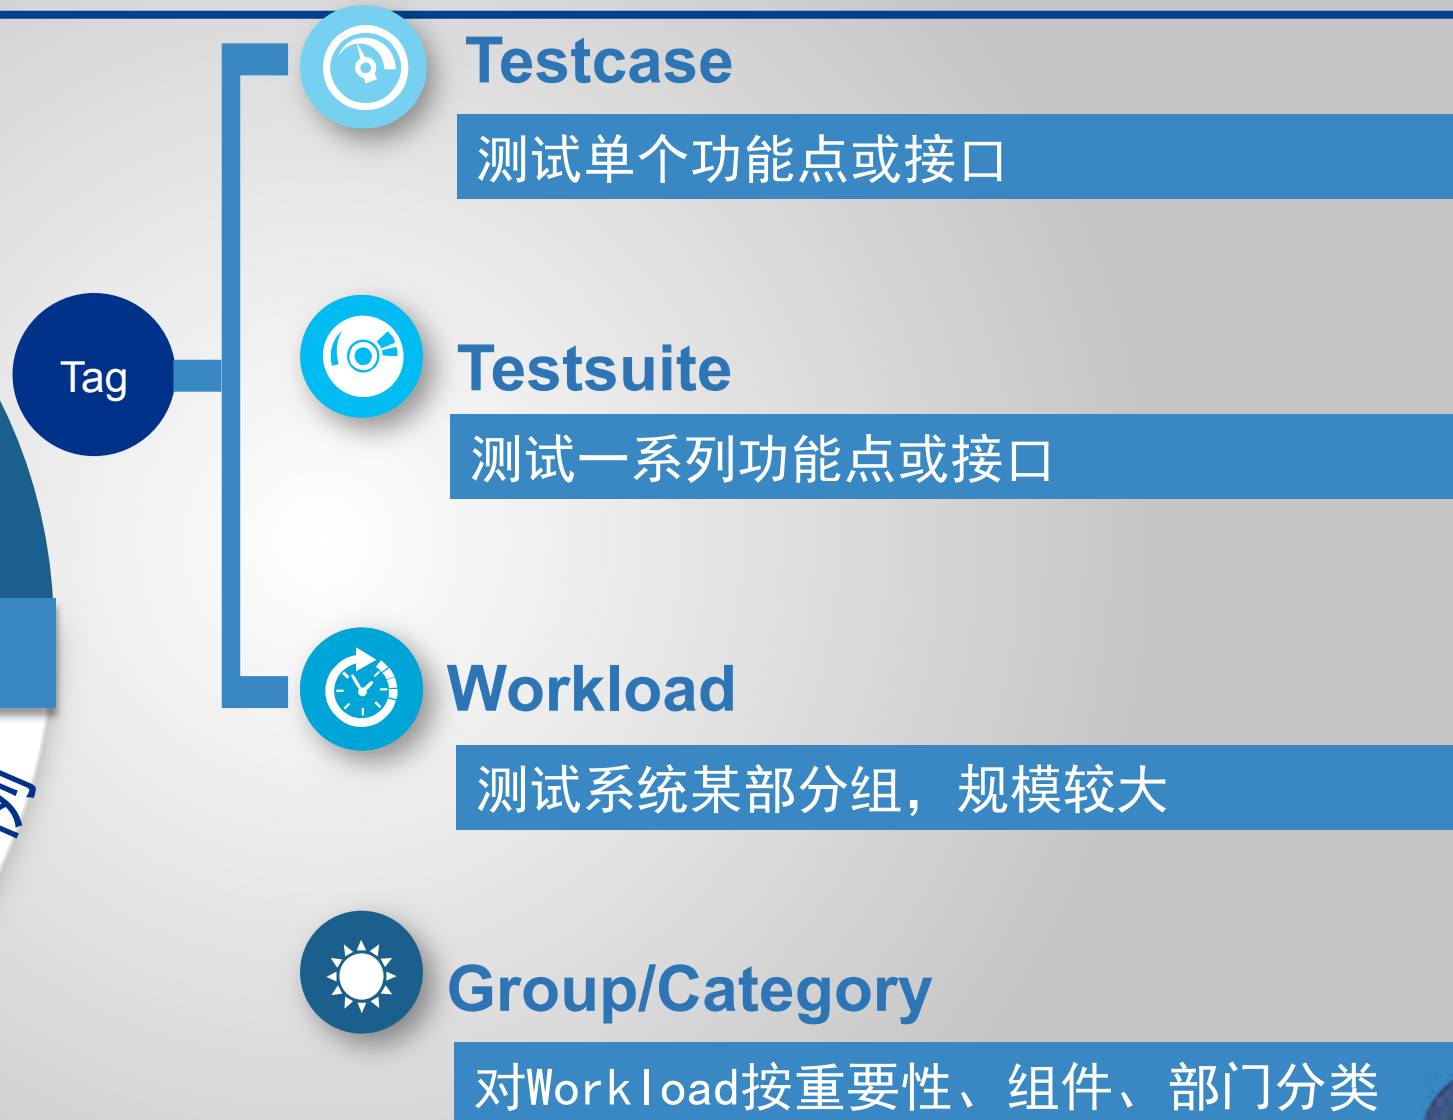 Testcase
测试单个功能点或接口
Tag
Testsuite
测试一系列功能点或接口
Workload
测试系统某部分组，规模较大
例
Group/Category
对Workload按重要性、组件、部门分类